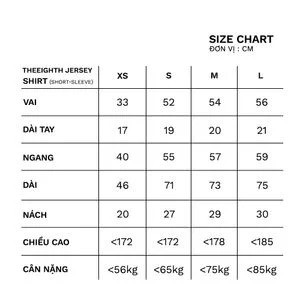 SIZE CHART
ĐƠN VỊ : CM
THEEIGHTH JERSEY
SHIRT (SHORT-SLEEVE) XS S M L
VAI 33 52 54 56
DÀI TAY 17 19 20 21
NGANG 40 55 57 59
DÀI 46 71 73 75
NÁCH 20 27 29 30
CHIỀU CAO <172 <172 <178 <185
CÂN NẶNG <56kg <65kg <75kg <85kg